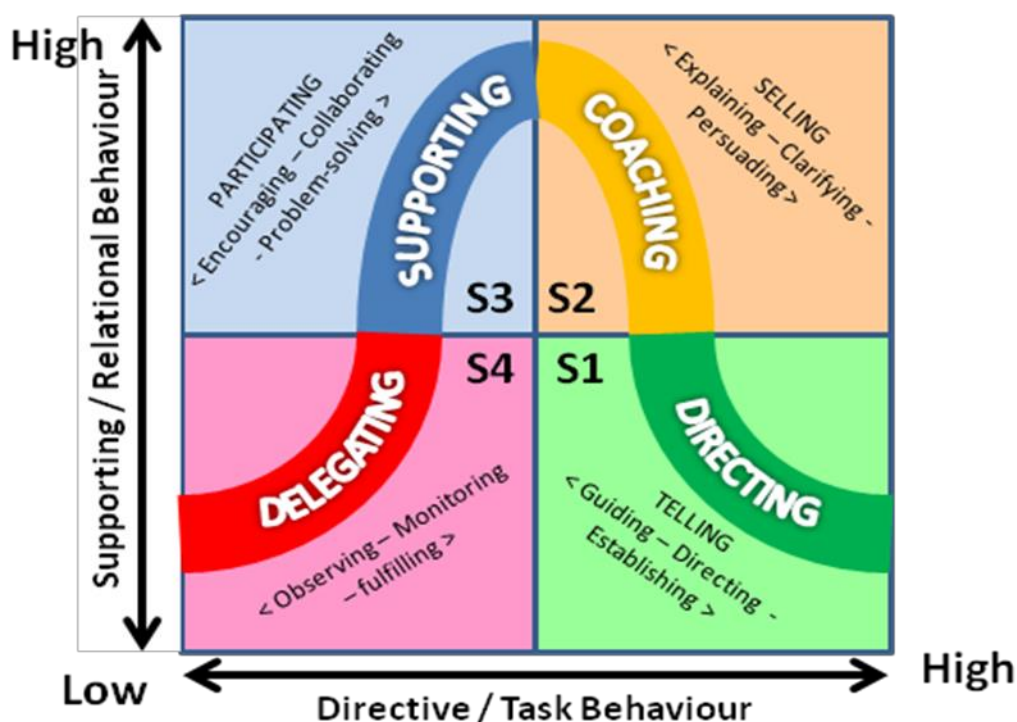 High
Supporting / Relational Behaviour
Low
PARTICIPATING
< Encouraging – Collaborating
- Problem-solving >
SUPPORTING
S3
COACHING
SELLING
< Explaining – Clarifying -
Persuading>
S2
S4
DELEGATING
< Observing – Monitoring
– fulfilling >
S1
DIRECTING
TELLING
< Guiding – Directing -
Establishing >
Directive / Task Behaviour
High